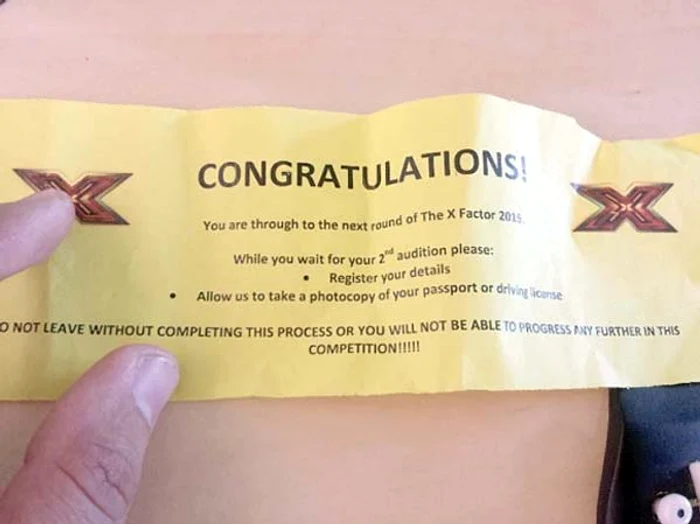 CONGRATULATIONS!
You are through to the next round of The X Factor 2015.
While you wait for your 2nd audition please:
• Register your details
• Allow us to take a photocopy of your passport or driving license
O NOT LEAVE WITHOUT COMPLETING THIS PROCESS OR YOU WILL NOT BE ABLE TO PROGRESS ANY FURTHER IN THIS
COMPETITION!!!!!